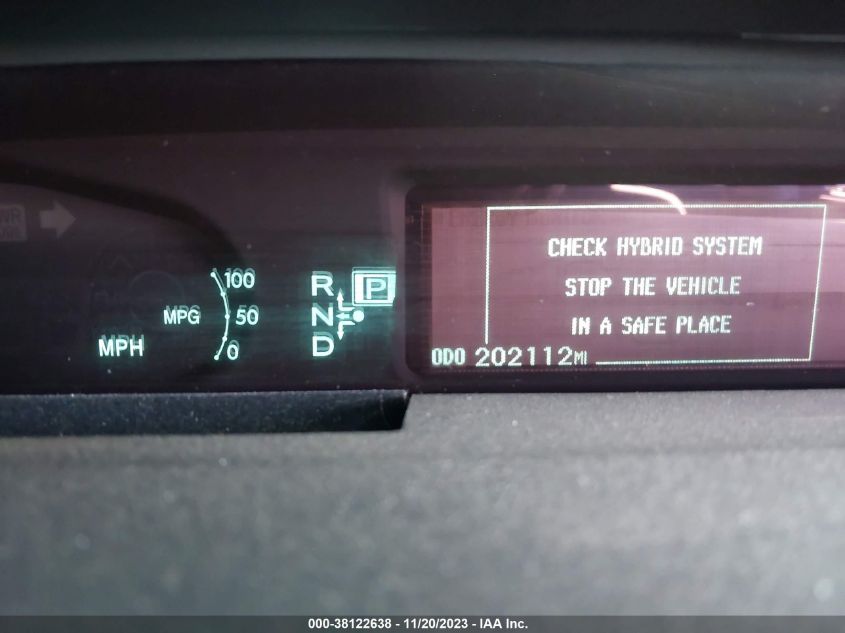 100
MPG 50
MPH 0
R P
N
D
CHECK HYBRID SYSTEM
STOP THE VEHICLE
IN A SAFE PLACE
ODO 202112MI
000-38122638 - 11/20/2023 - IAA Inc.